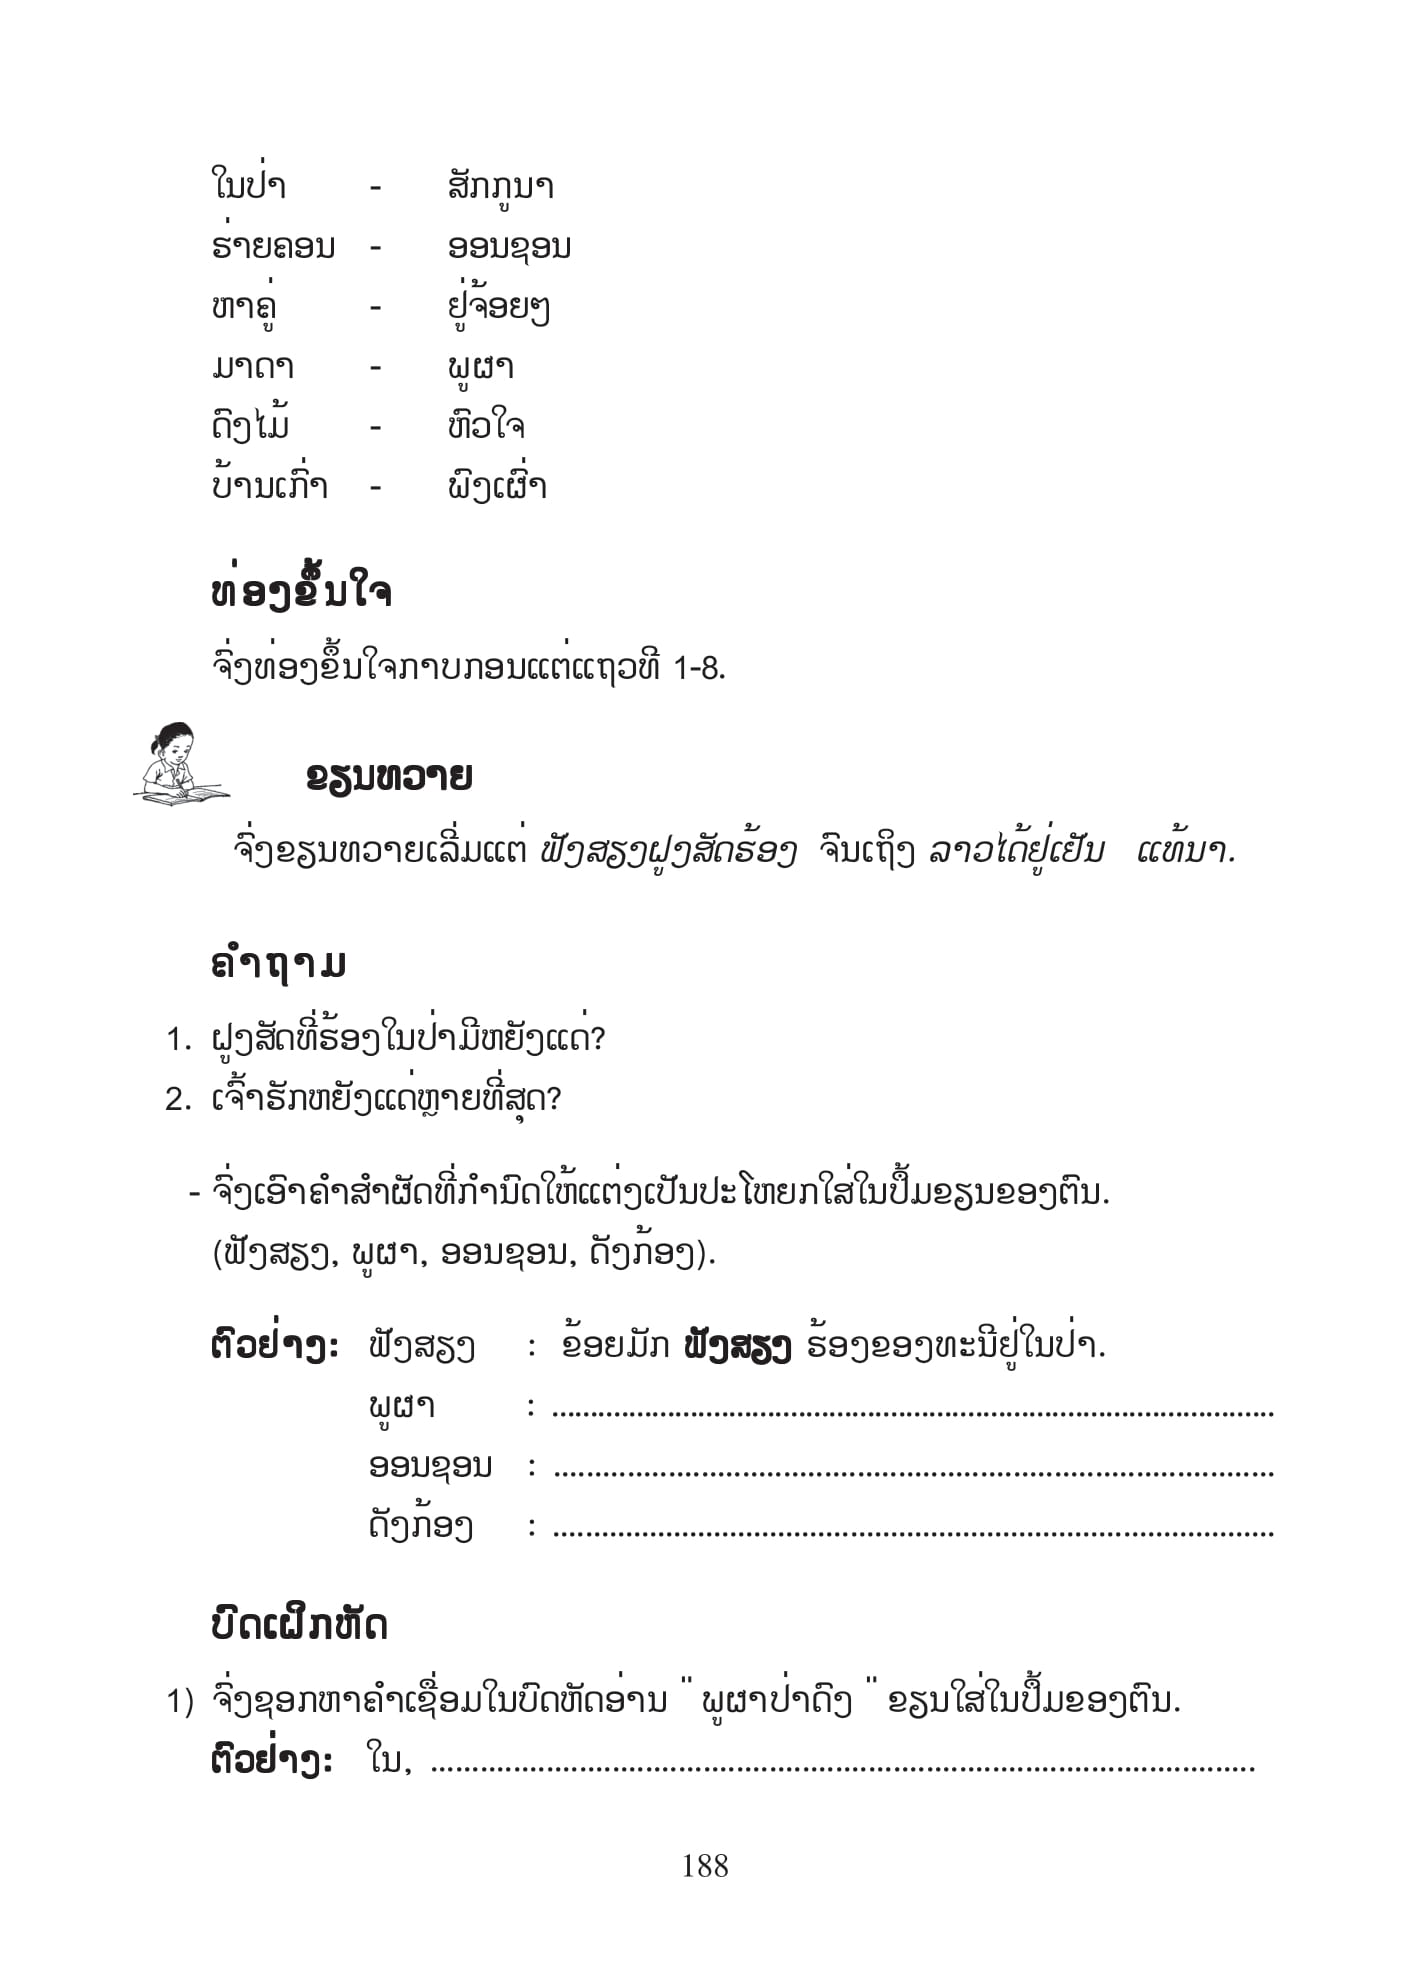 ໃນປ່າ - ສັກກູນາ
ຮ່າຍຄອນ - ອອນຊອນ
ຫາຄູ່ - ຢູ່ຈ້ອຍໆ
ມາດາ - ພູຜາ
ດົງໄມ້ - ຫົວໃຈ
ບ້ານເກົ່າ - ພົງເຜົ່າ
ທ່ອງຂຶ້ນໃຈ
ຈົ່ງທ່ອງຂຶ້ນໃຈກາບກອນແຕ່ແຖວທີ 1-8.
ຂຽນທວາຍ
ຈົ່ງຂຽນທວາຍເລີ່ມແຕ່ ຟັງສຽງຝູງສັດຮ້ອງ ຈົນເຖິງ ລາວໄດ້ຢູ່ເຢັນ ແທ້ນາ.
ຄຳຖາມ
1. ຝູງສັດທີ່ຮ້ອງໃນປ່າມີຫຍັງແດ່?
2. ເຈົ້າຮັກຫຍັງແດ່ຫຼາຍທີ່ສຸດ?
- ຈົ່ງເອົາຄຳສຳຜັດທີ່ກຳນົດໃຫ້ແຕ່ງເປັນປະໂຫຍກໃສ່ໃນປຶ້ມຂຽນຂອງຕົນ.
(ຟັງສຽງ, ພູຜາ, ອອນຊອນ, ດັງກ້ອງ).
ຕົວຢ່າງ: ຟັງສຽງ : ຂ້ອຍມັກ ຟັງສຽງ ຮ້ອງຂອງທະນີຢູ່ໃນປ່າ.
ພູຜາ : ..........................................................................................
ອອນຊອນ : ..........................................................................................
ດັງກ້ອງ : ..........................................................................................
ບົດເຝິກຫັດ
1) ຈົ່ງຊອກຫາຄຳເຊື່ອມໃນບົດຫັດອ່ານ " ພູຜາປ່າດົງ " ຂຽນໃສ່ໃນປຶ້ມຂອງຕົນ.
ຕົວຢ່າງ: ໃນ, ....................................................................................................
188